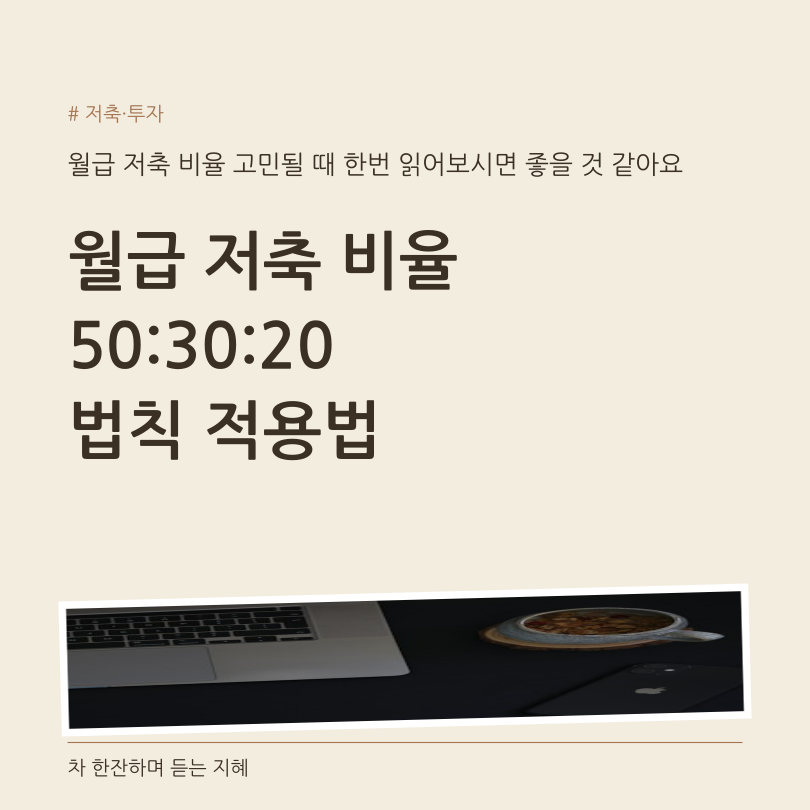 # 저축·투자
월급 저축 비율 고민될 때 한번 읽어보시면 좋을 것 같아요
월급 저축 비율
50:30:20
법칙 적용법
차 한잔하며 듣는 지혜